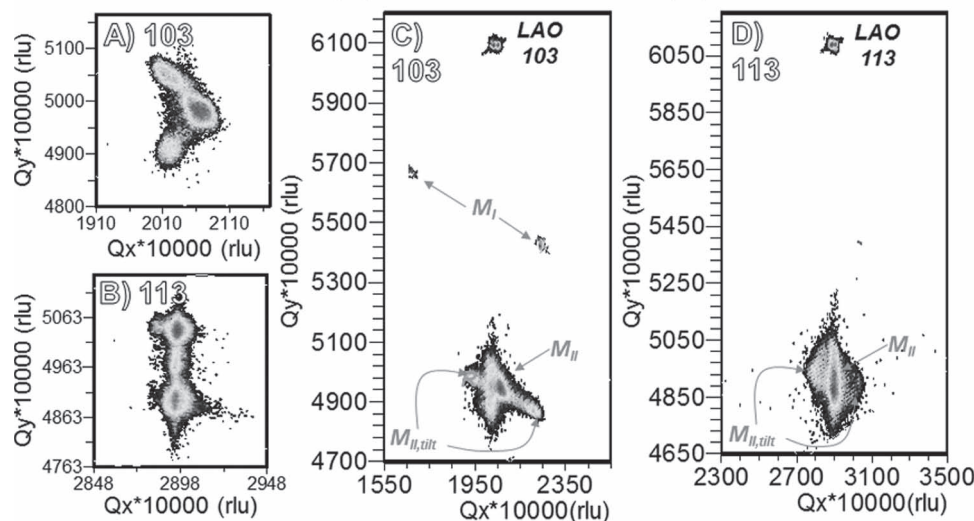 A) 103
5100
5000
4900
4800
1910
2010
2110
Qx*10000 (rlu)
Qy*10000 (rlu)
B) 113
5063
4963
4863
4763
2848
2898
2948
Qx*10000 (rlu)
Qy*10000 (rlu)
C)
103
LAO
103
6100
5900
5700
5500
5300
5100
4900
4700
1550
1950
2350
Qx*10000(rlu)
Qy*10000 (rlu)
MI
MII
MII,tilt
D)
113
LAO
113
6050
5850
5650
5450
5250
5050
4850
4650
2300
2700
3100
3500
Qx*10000(rlu)
Qy*10000 (rlu)
MII
MII,tilt